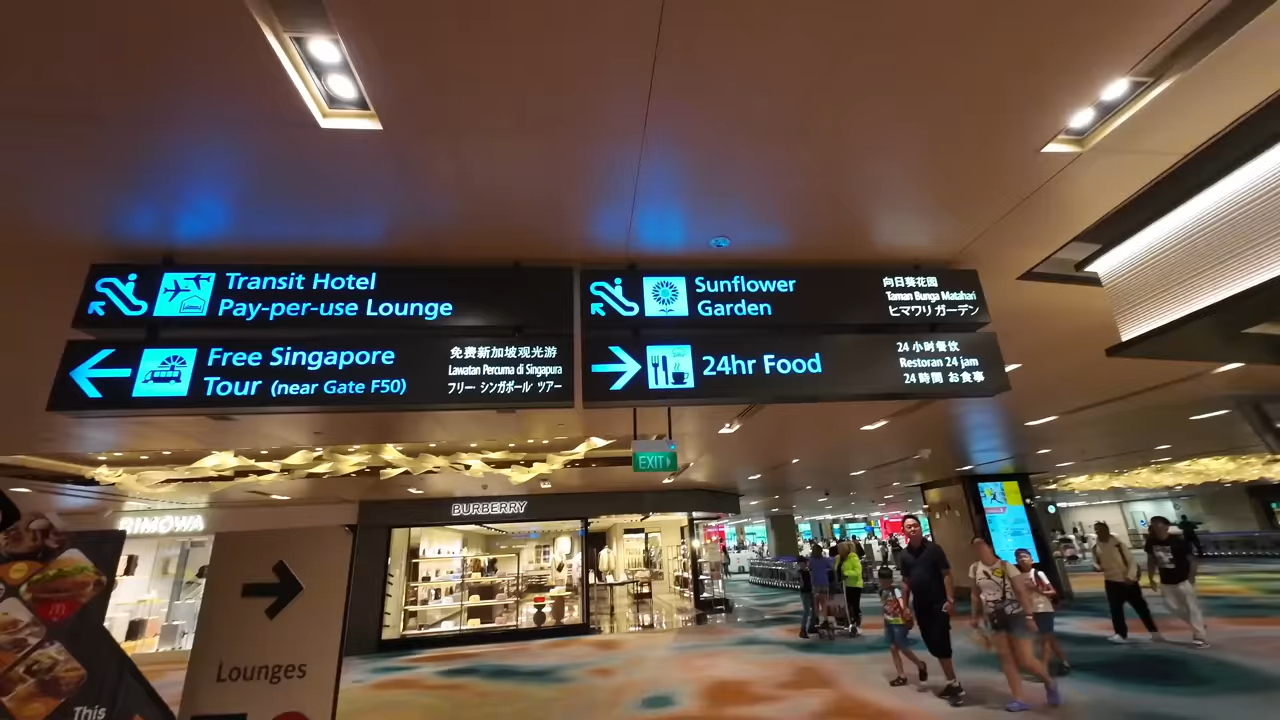 Transit Hotel
Pay-per-use Lounge
Free Singapore
Tour (near Gate F50)
免费新加坡观光游
Lawatan Percuma di Singapura
フリー・シンガポール ツアー
Sunflower
Garden
向日葵花园
Taman Bunga Matahari
ヒマワリガーデン
24hr Food
24 小时餐饮
Restoran 24 jam
24 時間 お食事
EXIT
RIMOWA
BURBERRY
Lounges
This